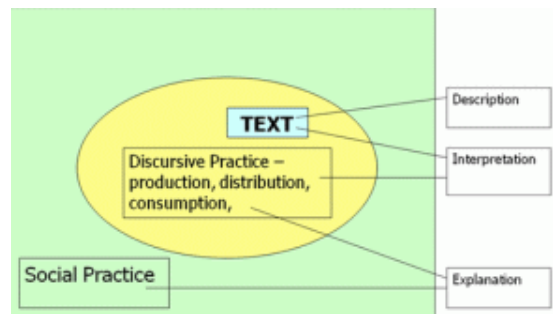 TEXT
Discursive Practice –
production, distribution,
consumption,
Social Practice
Description
Interpretation
Explanation